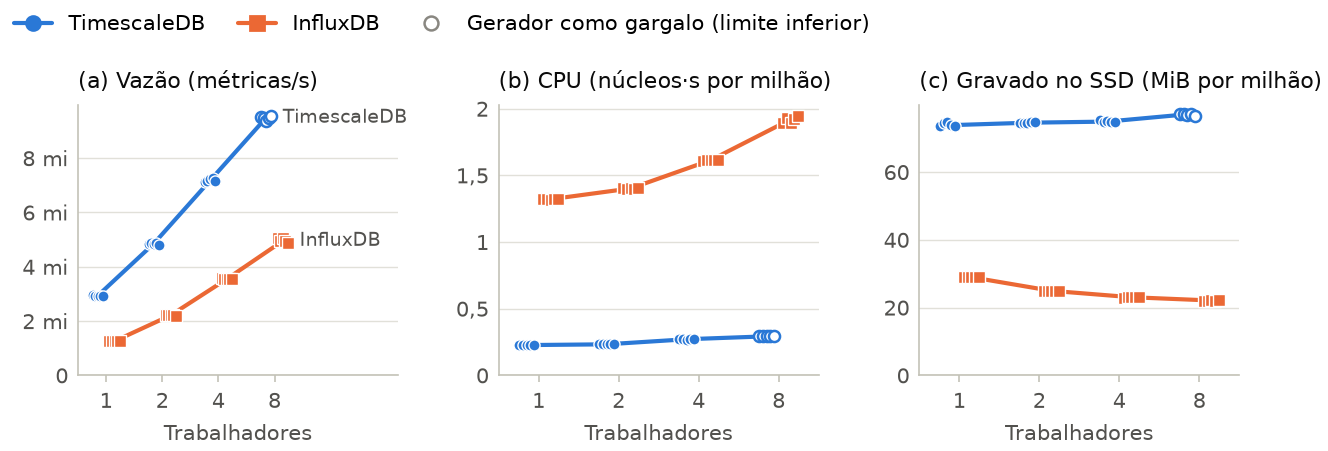 TimescaleDB InfluxDB Gerador como gargalo (limite inferior)
(a) Vazão (métricas/s)
TimescaleDB
InfluxDB
8 mi
6 mi
4 mi
2 mi
0
1 2 4 8
Trabalhadores
(b) CPU (núcleos·s por milhão)
2
1,5
1
0,5
0
1 2 4 8
Trabalhadores
(c) Gravado no SSD (MiB por milhão)
60
40
20
0
1 2 4 8
Trabalhadores